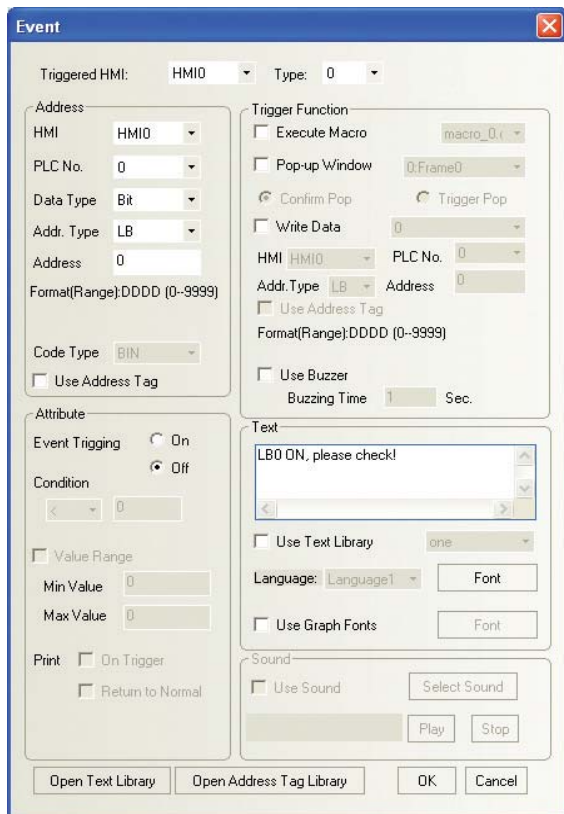 Event
Triggered HMI: HMI0 Type: 0
Address
HMI HMI0
PLC No. 0
Data Type Bit
Addr. Type LB
Address 0
Format(Range):DDDD (0--9999)
Code Type BIN
Use Address Tag
Trigger Function
Execute Macro macro_0.c
Pop-up Window 0:Frame0
Confirm Pop Trigger Pop
Write Data 0
HMI HMI0 PLC No. 0
Addr.Type LB Address 0
Use Address Tag
Format(Range):DDDD (0--9999)
Use Buzzer
Buzzing Time 1 Sec.
Attribute
Event Trigging On
Off
Condition
< 0
Value Range
Min Value 0
Max Value 0
Print On Trigger
Return to Normal
Text
LB0 ON, please check!
Use Text Library one
Language: Language1 Font
Use Graph Fonts Font
Sound
Use Sound Select Sound
Play Stop
Open Text Library Open Address Tag Library OK Cancel